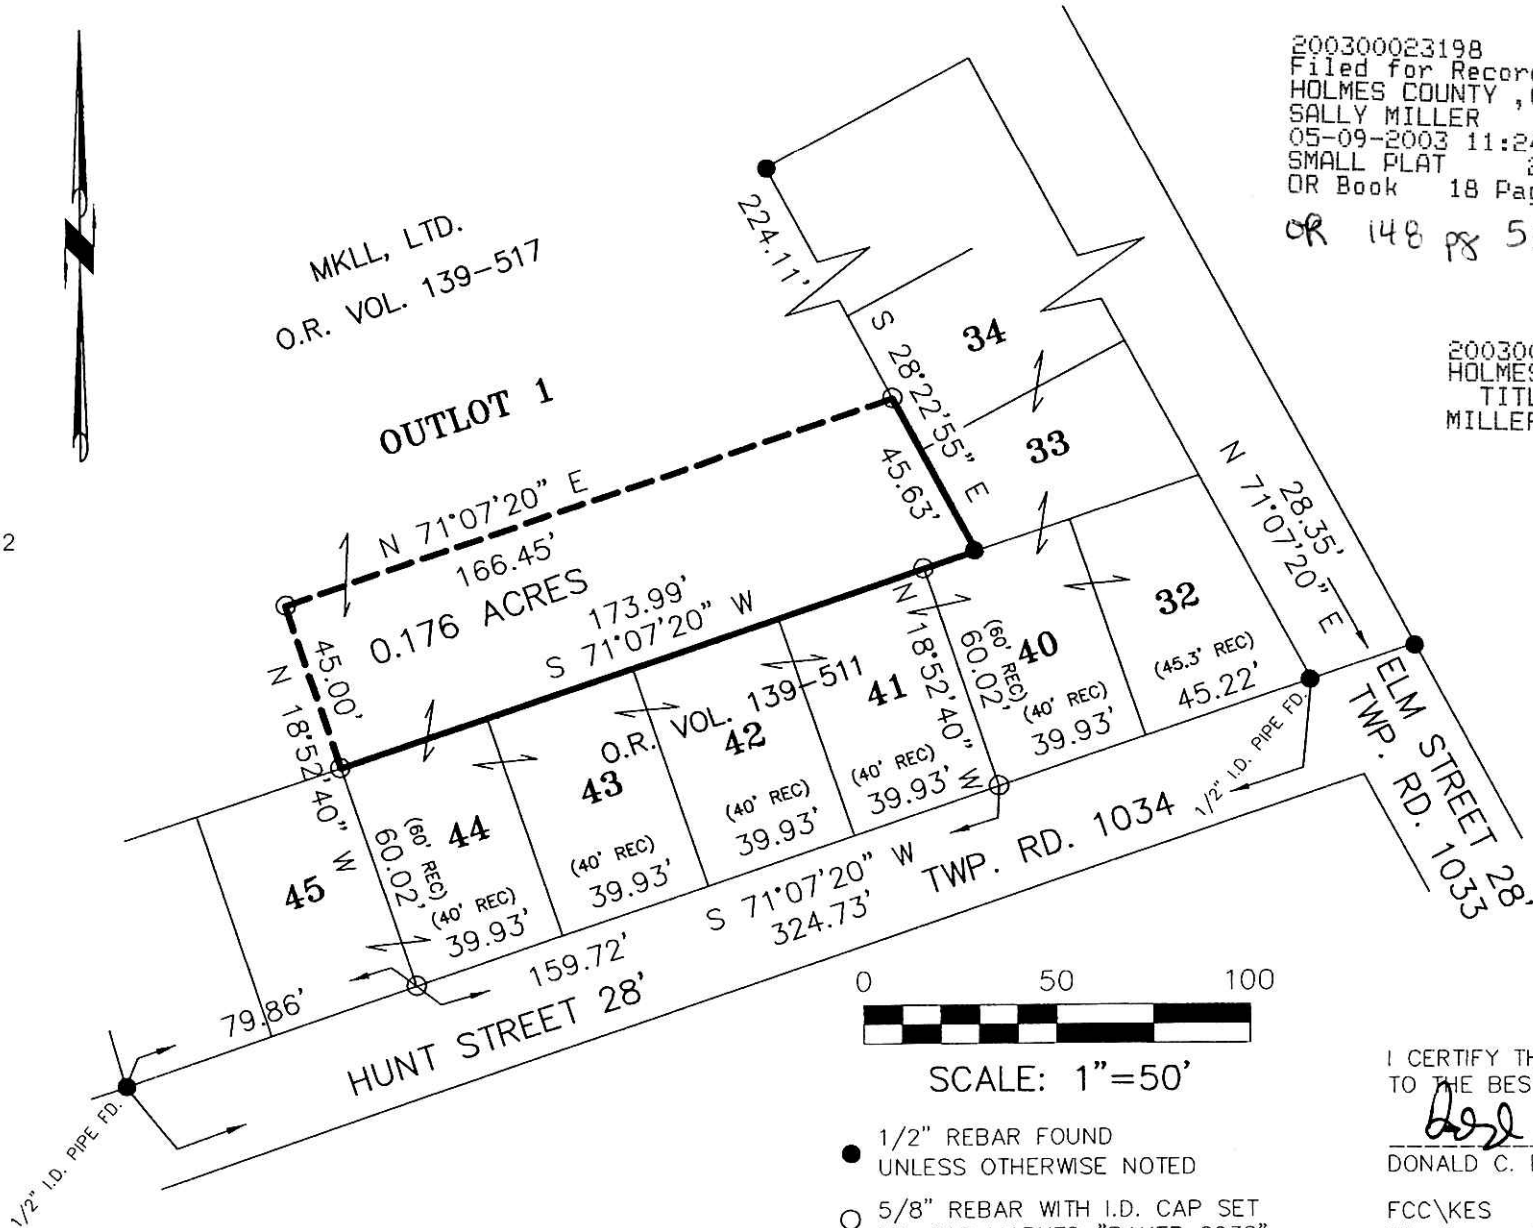 200300023198
Filed for Record
HOLMES COUNTY ,
SALLY MILLER
05-09-2003 11:24
SMALL PLAT
OR Book 18
OR 148 pg 5
HOLMES
MILLER
MKLL, LTD.
O.R. VOL. 139-517
OUTLOT 1
224.11'
S 28°22'55" E
45.63'
34
33
N 71°07'20" E
166.45'
0.176 ACRES
173.99'
S 71°07'20" W
45.00'
N 18°52'40" W
O.R. VOL. 139-511
N 18°52'40" W
(60' REC)
60.02'
40
(40' REC)
39.93'
32
(45.3' REC)
45.22'
28.35'
N 71°07'20" E
41
(40' REC)
39.93'
42
(40' REC)
39.93'
43
(40' REC)
39.93'
44
(60' REC)
60.02'
(40' REC)
39.93'
45
1/2" I.D. PIPE FD.
ELM STREET 28'
TWP. RD. 1033
S 71°07'20" W
324.73'
TWP. RD. 1034
159.72'
79.86'
HUNT STREET 28'
1/2" I.D. PIPE FD.
2
0 50 100
SCALE: 1"=50'
1/2" REBAR FOUND
UNLESS OTHERWISE NOTED
5/8" REBAR WITH I.D. CAP SET
I CERTIFY
TO THE
DONALD C.
FCC\KES